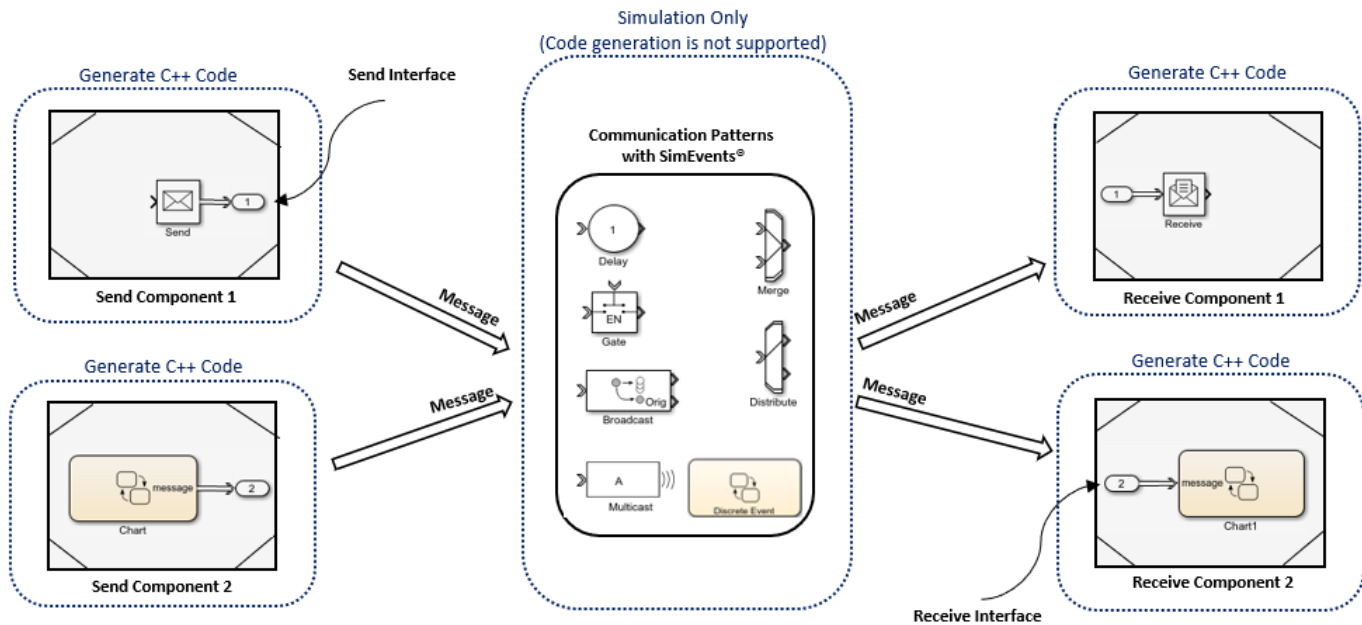 Simulation Only
(Code generation is not supported)
Generate C++ Code
Send Interface
1
Send
Send Component 1
Message
Generate C++ Code
message
2
Chart
Send Component 2
Message
Communication Patterns
with SimEvents®
1
Delay
Merge
EN
Gate
Orig
Broadcast
Distribute
A
Multicast
Discrete Event
Message
Message
Generate C++ Code
1
Receive
Receive Component 1
Generate C++ Code
2
message
Chart1
Receive Component 2
Receive Interface